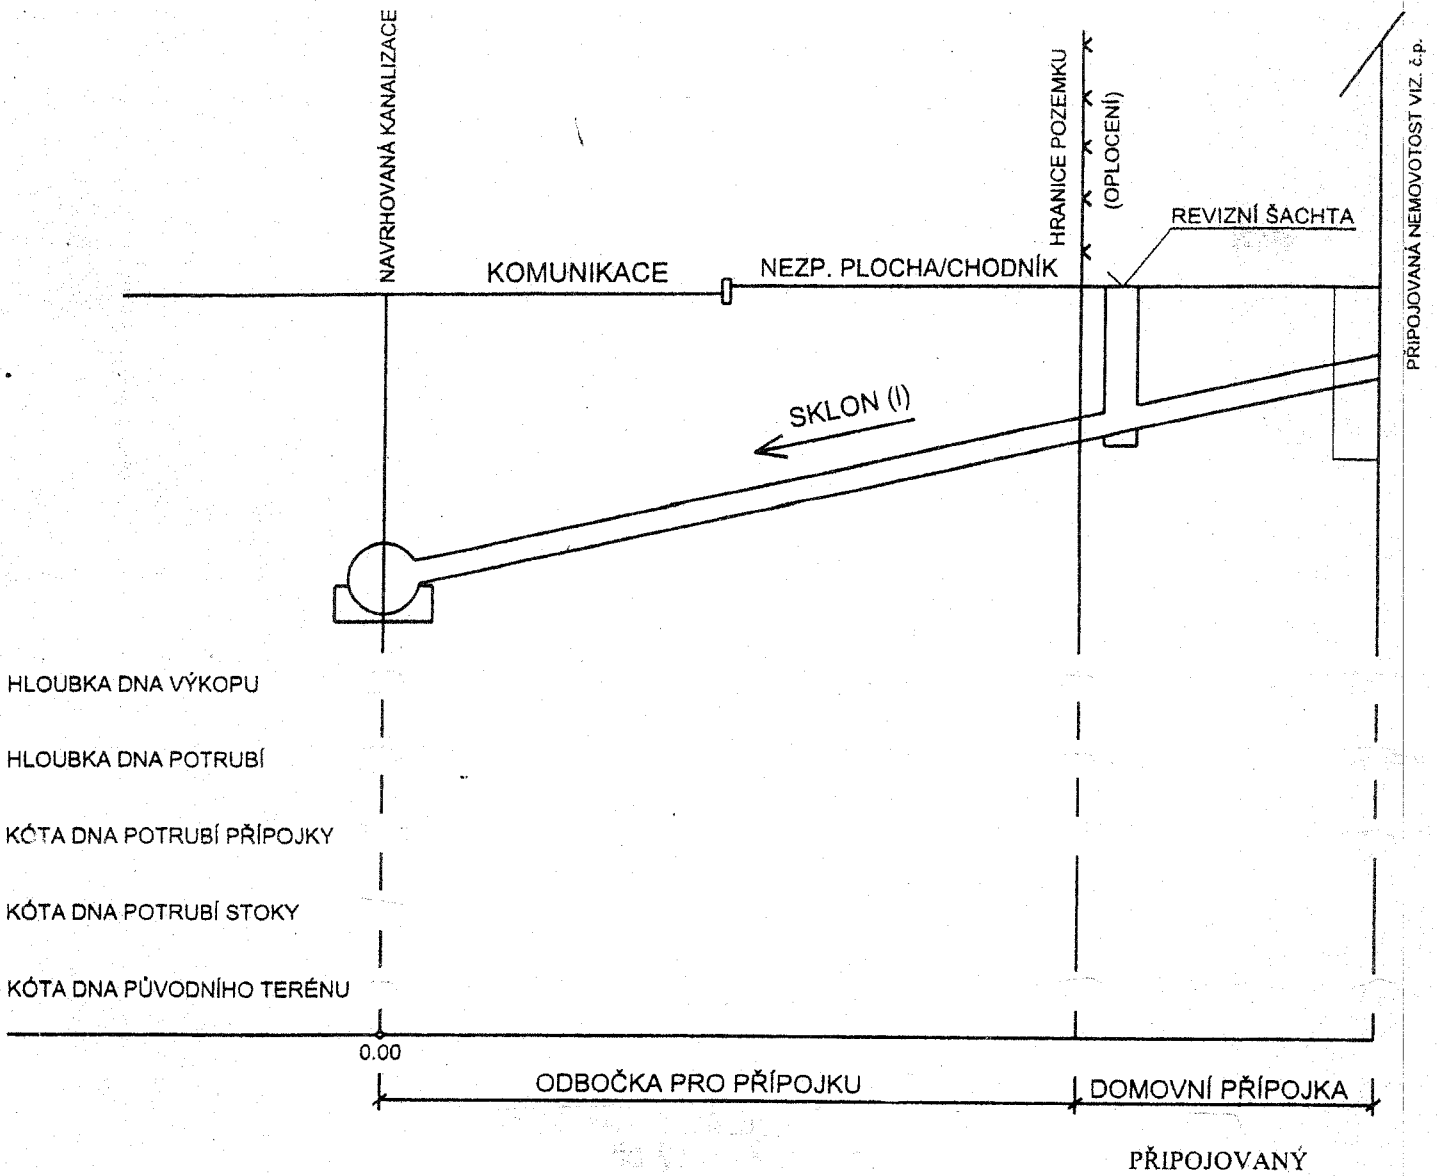 NAVRHOVANÁ KANALIZACE
HRANICE POZEMKU
(OPLOCENÍ)
PŘIPOJOVANÁ NEMOVOTOST VIZ. č.p.
REVIZNÍ ŠACHTA
KOMUNIKACE
NEZP. PLOCHA/CHODNÍK
SKLON (I)
HLOUBKA DNA VÝKOPU
HLOUBKA DNA POTRUBÍ
KÓTA DNA POTRUBÍ PŘÍPOJKY
KÓTA DNA POTRUBÍ STOKY
KÓTA DNA PŮVODNÍHO TERÉNU
0.00
ODBOČKA PRO PŘÍPOJKU
DOMOVNÍ PŘÍPOJKA
PŘIPOJOVANÝ